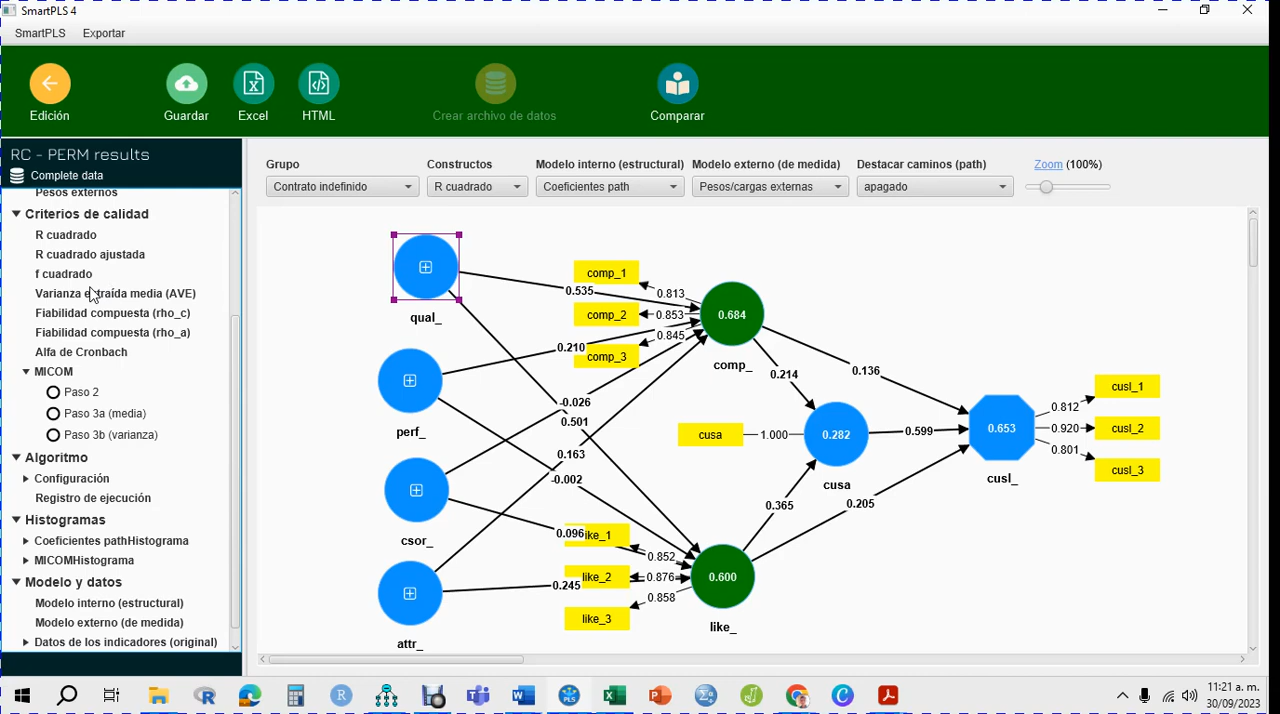 SmartPLS 4
SmartPLS Exportar
Edición Guardar Excel HTML Crear archivo de datos Comparar
RC - PERM results
Complete data
Pesos externos
Criterios de calidad
R cuadrado
R cuadrado ajustada
f cuadrado
Varianza extraída media (AVE)
Fiabilidad compuesta (rho_c)
Fiabilidad compuesta (rho_a)
Alfa de Cronbach
MICOM
Paso 2
Paso 3a (media)
Paso 3b (varianza)
Algoritmo
Configuración
Registro de ejecución
Histogramas
Coeficientes pathHistograma
MICOMHistograma
Modelo y datos
Modelo interno (estructural)
Modelo externo (de medida)
Datos de los indicadores (original)
Grupo Constructos Modelo interno (estructural) Modelo externo (de medida) Destacar caminos (path) Zoom (100%)
Contrato indefinido R cuadrado Coeficientes path Pesos/cargas externas apagado
qual_
perf_
csor_
attr_
0.535
0.210
-0.026
0.501
0.163
-0.002
0.096
0.245
comp_1 0.813
comp_2 0.853
comp_3 0.845
0.684
comp_
0.136
0.214
cusa 1.000 0.282
cusa
0.599
0.365
0.205
0.653
cusl_
0.812 cusl_1
0.920 cusl_2
0.801 cusl_3
like_1 0.852
like_2 0.876
like_3 0.858
0.600
like_
R
R
W
PLS
X
P
C
11:21 a. m.
30/09/2023